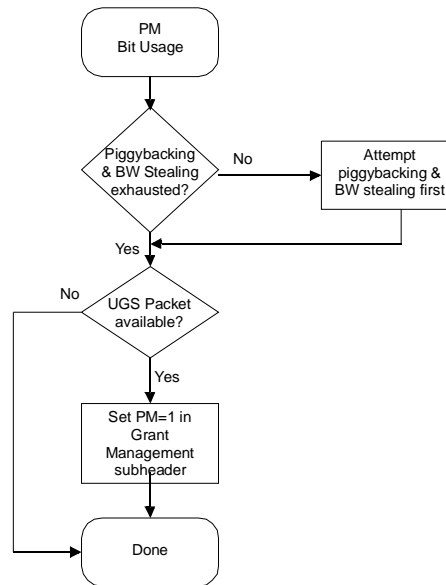 PM
Bit Usage
Piggybacking
& BW Stealing
exhausted?
No
Attempt
piggybacking &
BW stealing first
Yes
No
UGS Packet
available?
Yes
Set PM=1 in
Grant
Management
subheader
Done